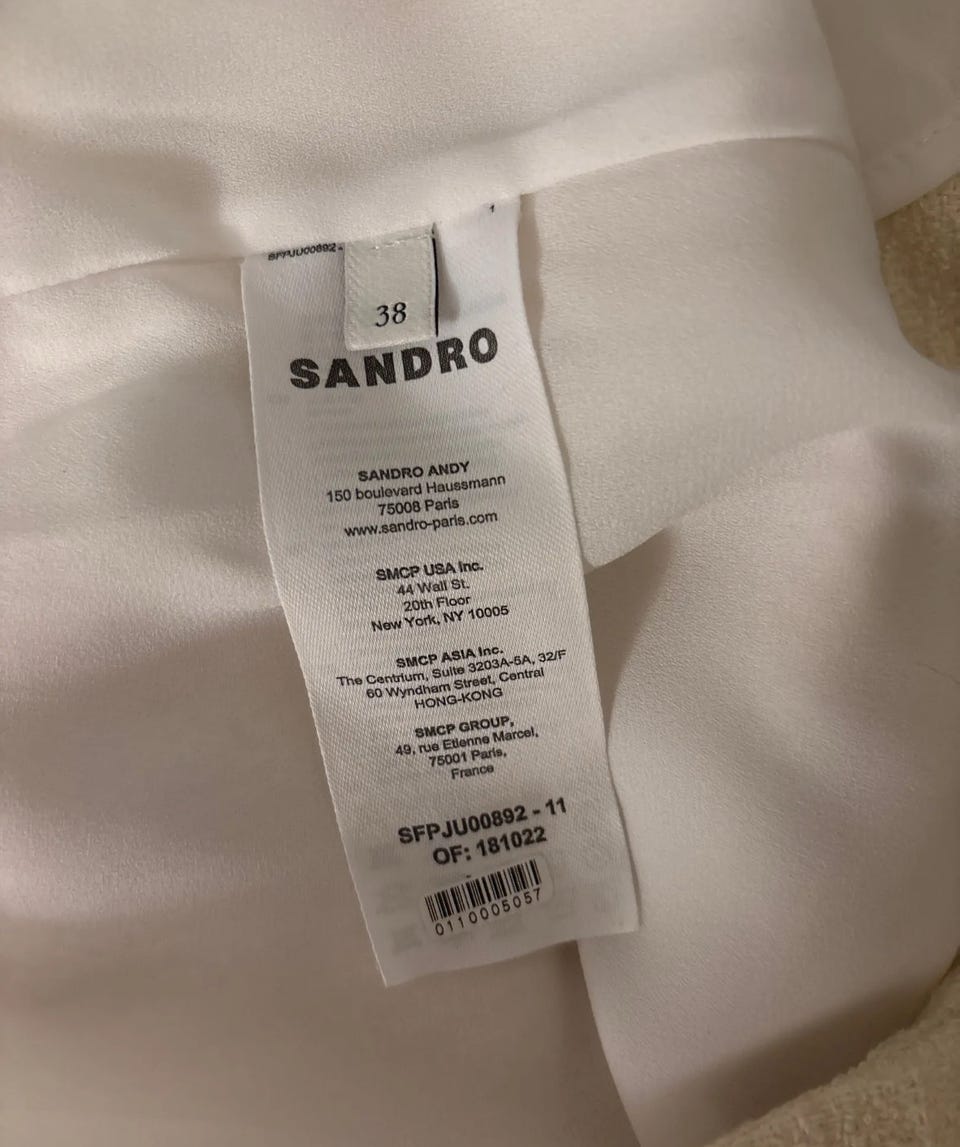 SFPJU00892 -
1
38
SANDRO
SANDRO ANDY
150 boulevard Haussmann
75008 Paris
www.sandro-paris.com
SMCP USA Inc.
44 Wall St.
20th Floor
New York, NY 10005
SMCP ASIA Inc.
The Centrium, Suite 3203A-5A, 32/F
60 Wyndham Street, Central
HONG-KONG
SMCP GROUP,
49, rue Etienne Marcel,
75001 Paris,
France
SFPJU00892 - 11
OF: 181022
0110005057